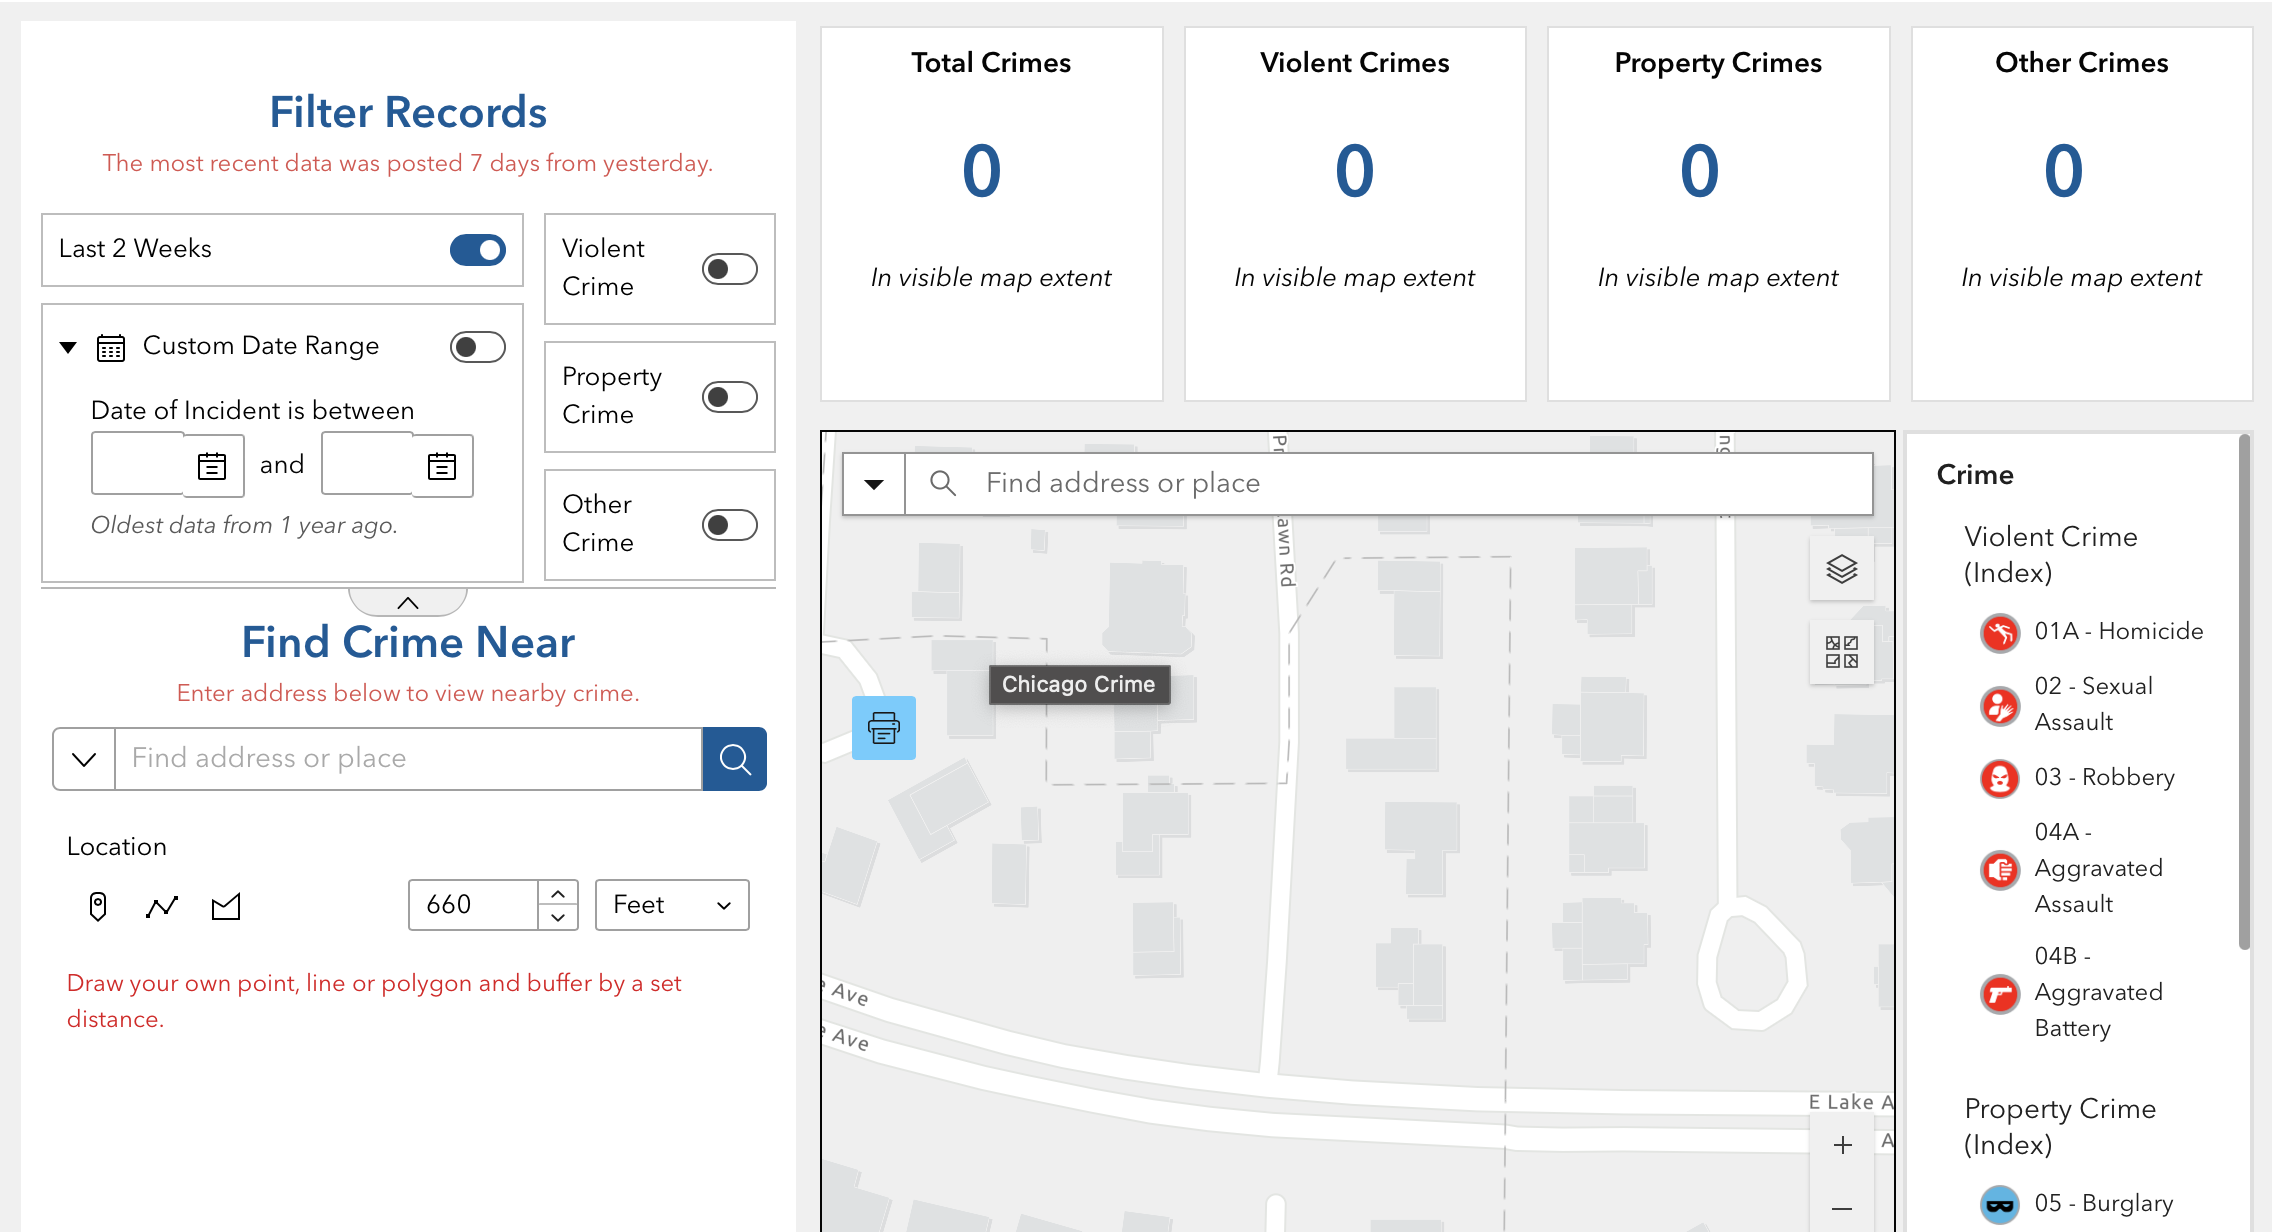 Filter Records
The most recent data was posted 7 days from yesterday.
Last 2 Weeks
Custom Date Range
Date of Incident is between
and
Oldest data from 1 year ago.
Violent
Crime
Property
Crime
Other
Crime
Find Crime Near
Enter address below to view nearby crime.
Find address or place
Location
660
Feet
Draw your own point, line or polygon and buffer by a set
distance.
Total Crimes
0
In visible map extent
Violent Crimes
0
In visible map extent
Property Crimes
0
In visible map extent
Other Crimes
0
In visible map extent
Find address or place
Rd
Chicago Crime
Ave
Ave
E Lake A
A
Crime
Violent Crime
(Index)
01A - Homicide
02 - Sexual
Assault
03 - Robbery
04A -
Aggravated
Assault
04B -
Aggravated
Battery
Property Crime
(Index)
05 - Burglary